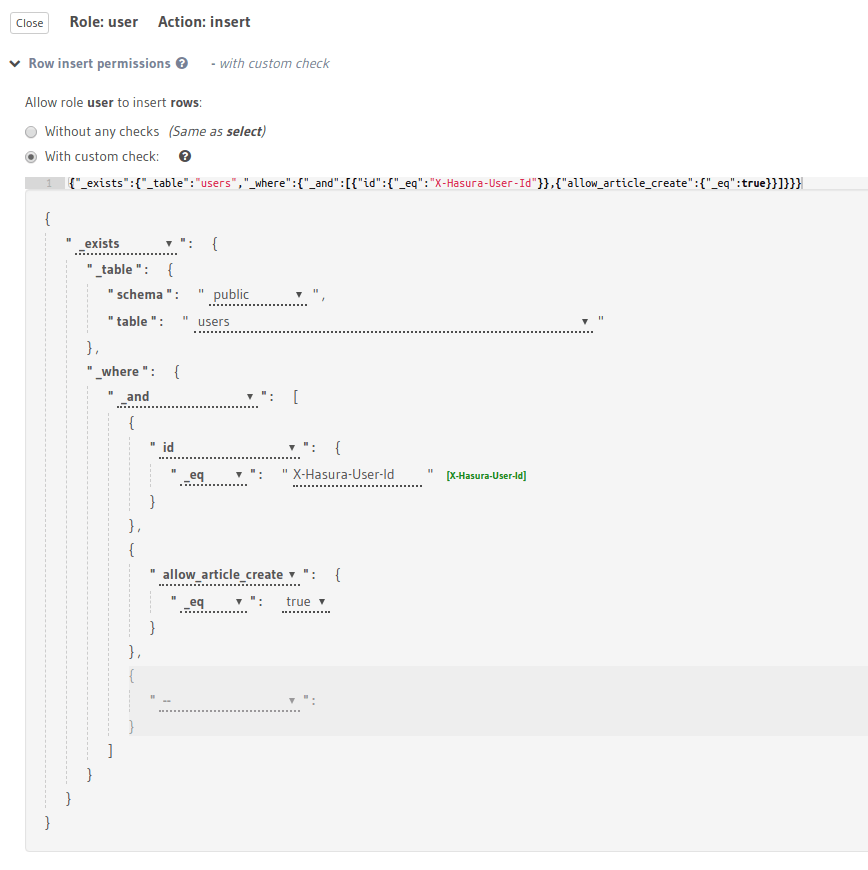 Close Role: user Action: insert
Row insert permissions ? - with custom check
Allow role user to insert rows:
Without any checks (Same as select)
With custom check: ?
1 {"_exists":{"_table":"users","_where":{"_and":[{"id":{"_eq":"X-Hasura-User-Id"}},{"allow_article_create":{"_eq":true}}]}}}
{
" _exists ▼ ": {
"_table ": {
"schema ": " public ▼ ",
"table ": " users ▼ "
},
"_where ": {
" _and ▼ ": [
{
" id ▼ ": {
" _eq ▼ ": " X-Hasura-User-Id " [X-Hasura-User-Id]
}
},
{
" allow_article_create ▼ ": {
" _eq ▼ ": true ▼
}
},
{
" -- ▼ ":
}
]
}
}
}